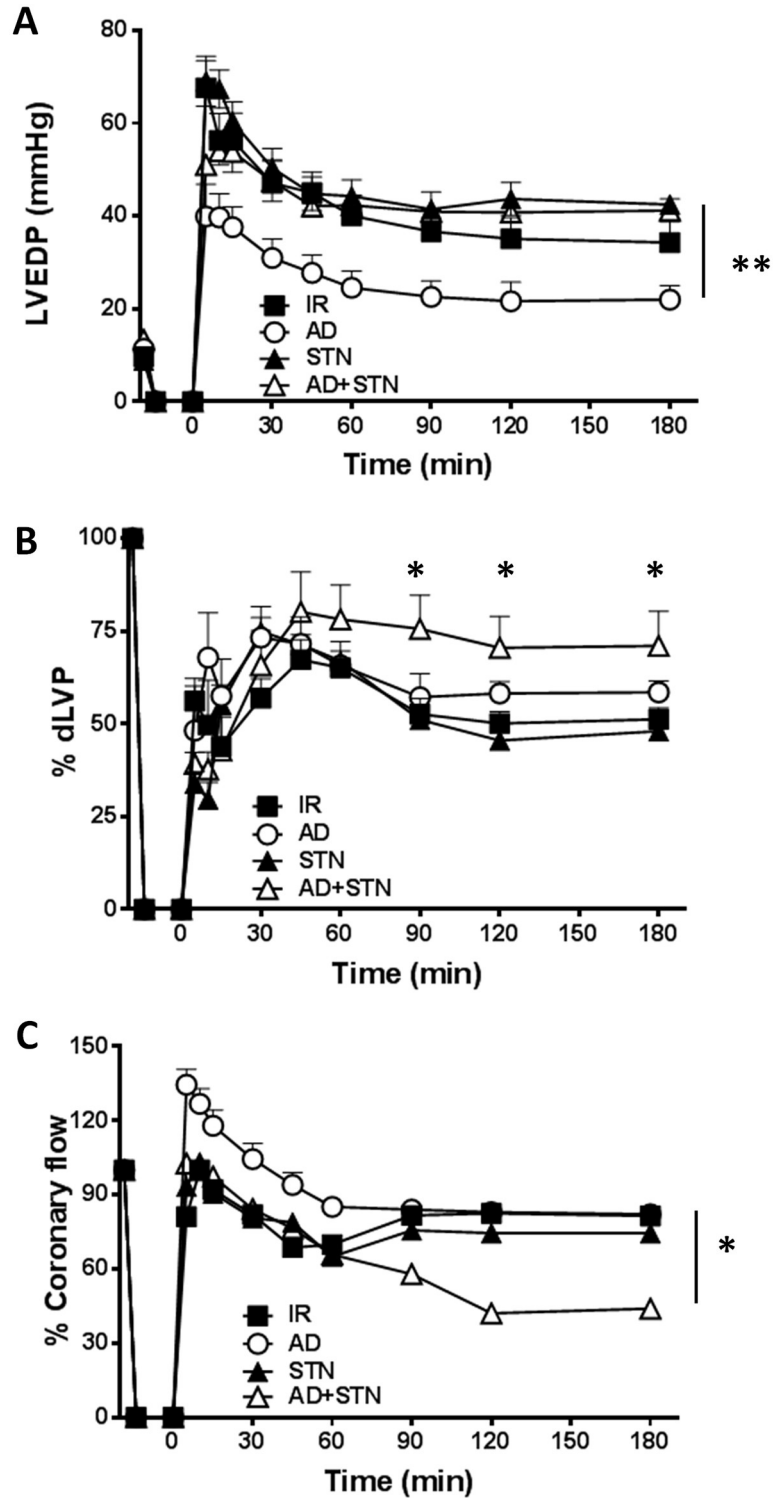 A
LVEDP (mmHg)
80
60
40
20
0
IR
AD
STN
AD+STN
**
0 30 60 90 120 150 180
Time (min)
B
% dLVP
100
75
50
25
0
* * *
IR
AD
STN
AD+STN
0 30 60 90 120 150 180
Time (min)
C
% Coronary flow
150
120
90
60
30
0
*
IR
AD
STN
AD+STN
0 30 60 90 120 150 180
Time (min)